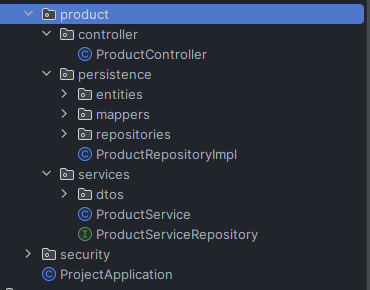 product
controller
ProductController
persistence
entities
mappers
repositories
ProductRepositoryImpl
services
dtos
ProductService
ProductServiceRepository
security
ProjectApplication